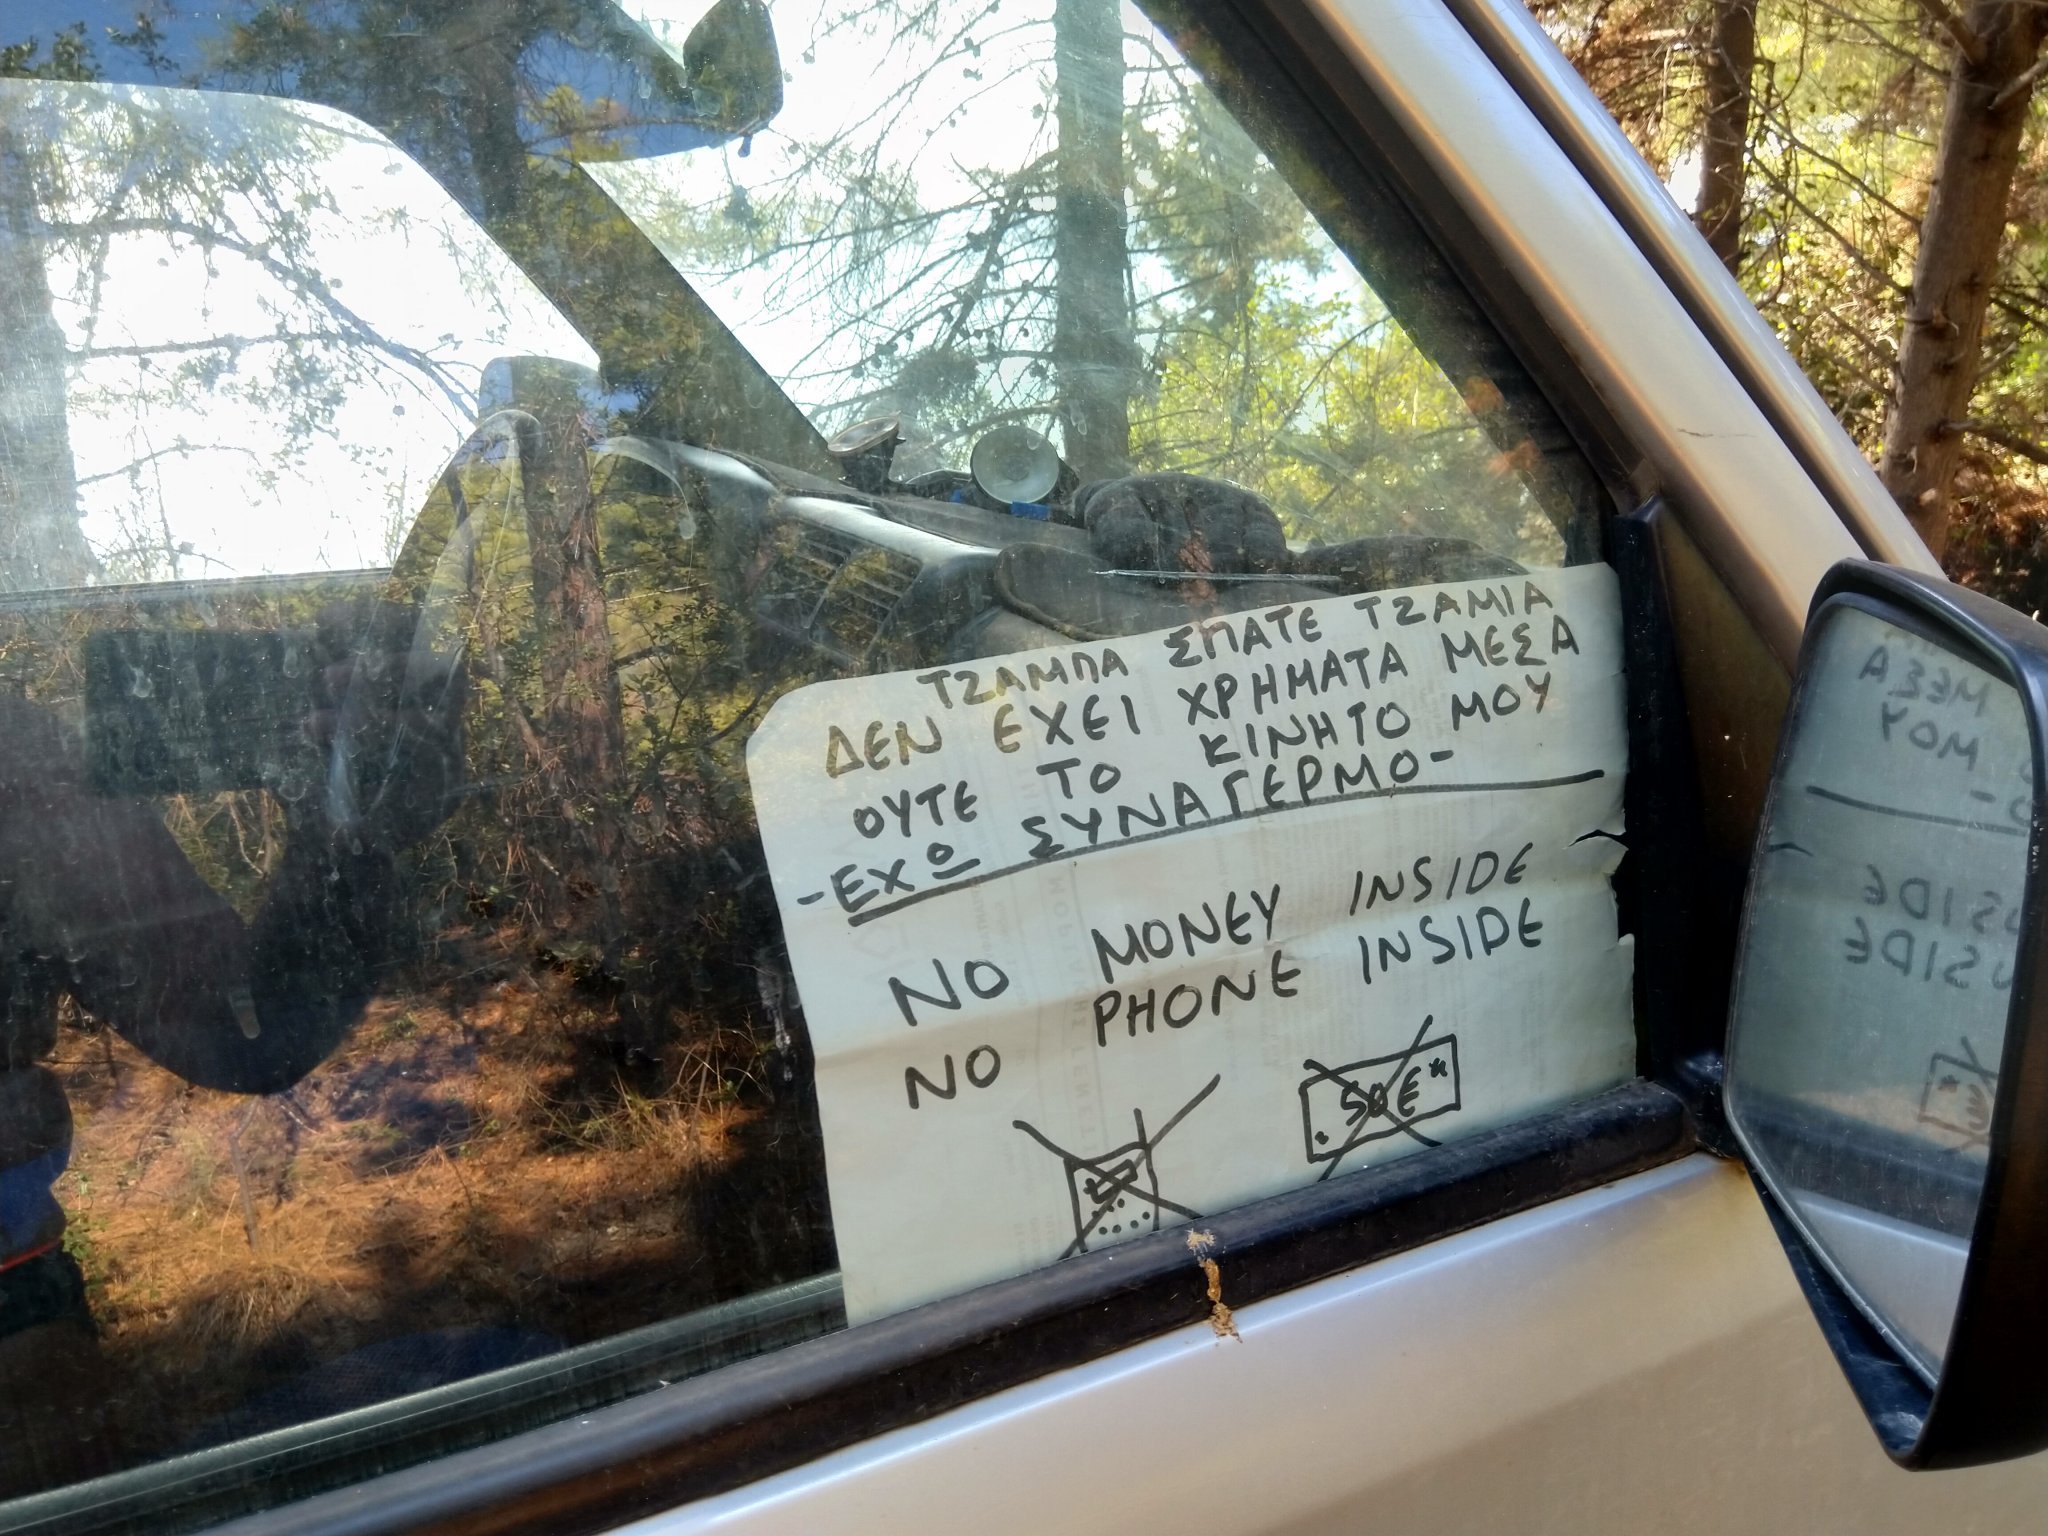 ΤΖΑΜΠΑ ΣΠΑΤΕ ΤΖΑΜΙΑ
ΔΕΝ ΕΧΕΙ ΧΡΗΜΑΤΑ ΜΕΣΑ
ΟΥΤΕ ΤΟ ΚΙΝΗΤΟ ΜΟΥ
-ΕΧΩ ΣΥΝΑΓΕΡΜΟ-
NO MONEY INSIDE
NO PHONE INSIDE
50€